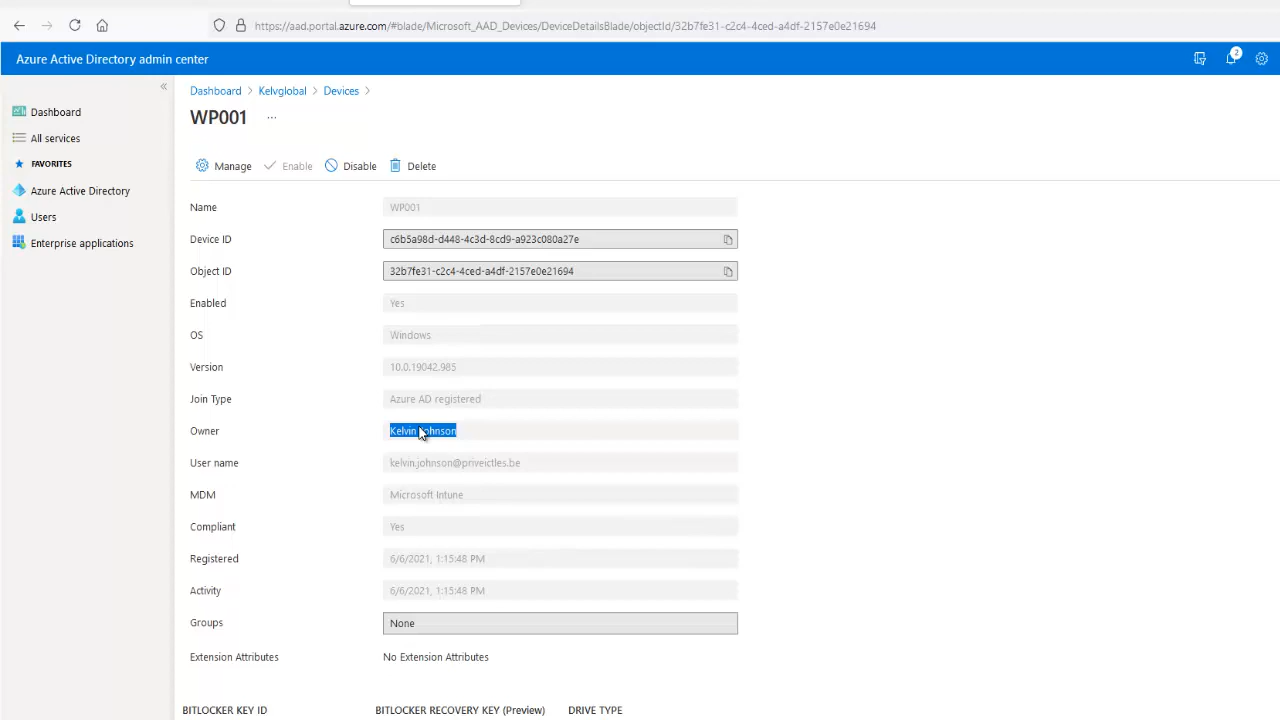 https://aad.portal.azure.com/#blade/Microsoft_AAD_Devices/DeviceDetailsBlade/objectId/32b7fe31-c2c4-4ced-a4df-2157e0e21694
Azure Active Directory admin center
2
«
Dashboard > Kelvglobal > Devices >
WP001 ...
Dashboard
All services
FAVORITES
Azure Active Directory
Users
Enterprise applications
Manage Enable Disable Delete
Name WP001
Device ID c6b5a98d-d448-4c3d-8cd9-a923c080a27e
Object ID 32b7fe31-c2c4-4ced-a4df-2157e0e21694
Enabled Yes
OS Windows
Version 10.0.19042.985
Join Type Azure AD registered
Owner Kelvin Johnson
User name kelvin.johnson@priveictles.be
MDM Microsoft Intune
Compliant Yes
Registered 6/6/2021, 1:15:48 PM
Activity 6/6/2021, 1:15:48 PM
Groups None
Extension Attributes No Extension Attributes
BITLOCKER KEY ID BITLOCKER RECOVERY KEY (Preview) DRIVE TYPE